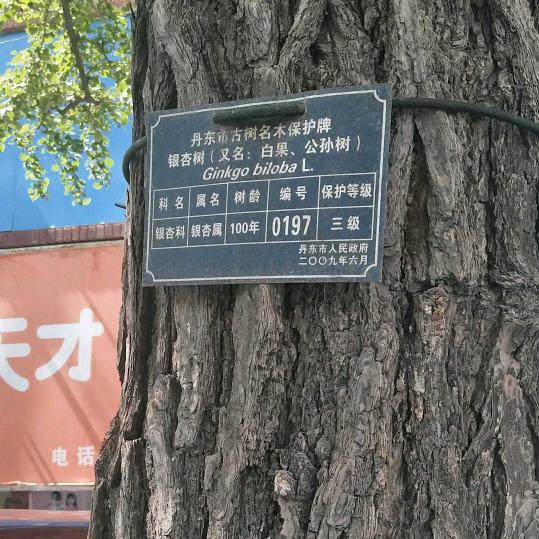 丹东市古树名木保护牌
银杏树（又名：白果、公孙树）
Ginkgo biloba L.
科名 属名 树龄 编号 保护等级
银杏科 银杏属 100年 0197 三级
丹东市人民政府
二〇〇九年六月
天才
电话